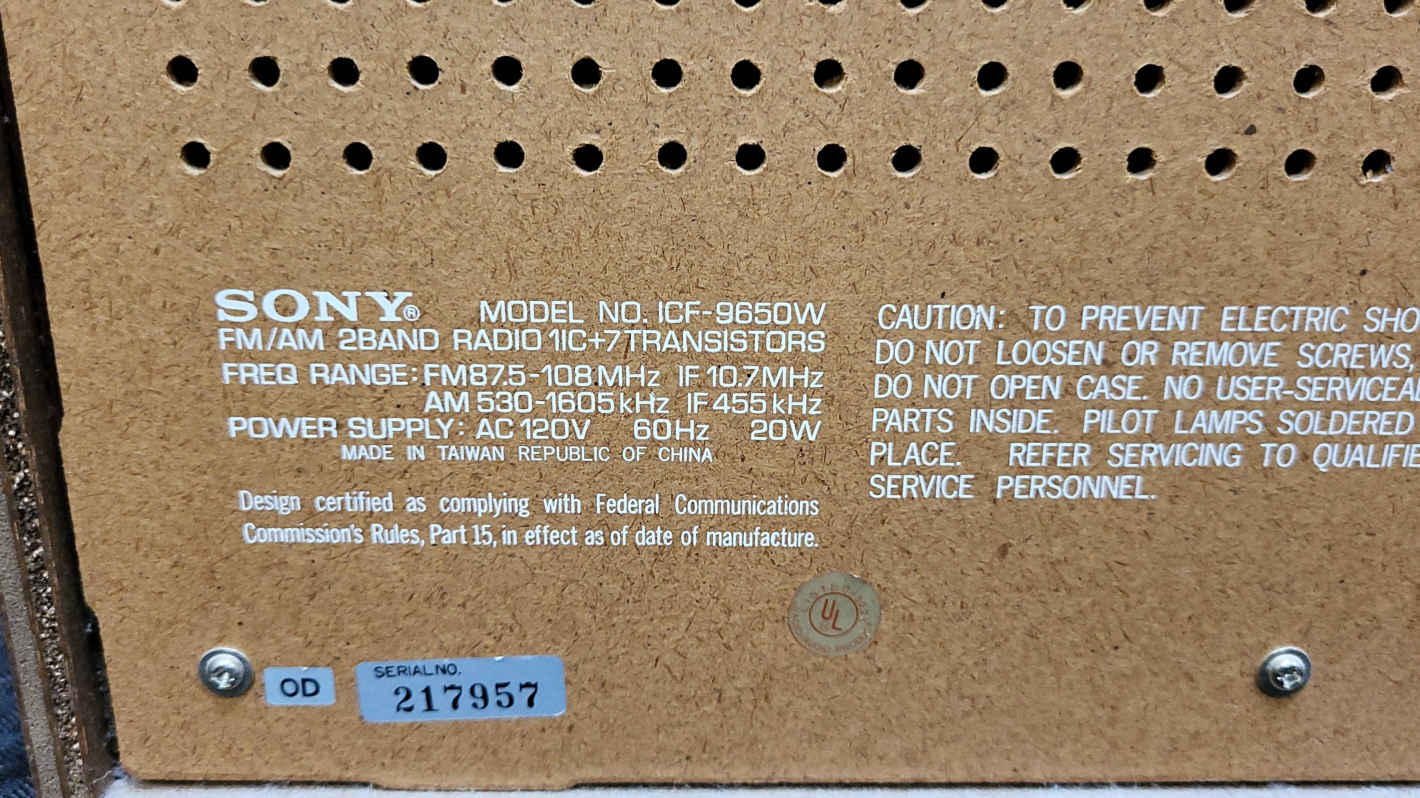 SONY® MODEL NO. ICF-9650W
FM/AM 2BAND RADIO 1IC+7TRANSISTORS
FREQ RANGE: FM87.5-108MHz IF10.7MHz
AM 530-1605kHz IF455kHz
POWER SUPPLY: AC120V 60Hz 20W
MADE IN TAIWAN REPUBLIC OF CHINA
Design certified as complying with Federal Communications
Commission's Rules, Part 15, in effect as of date of manufacture.
CAUTION: TO PREVENT ELECTRIC SHO
DO NOT LOOSEN OR REMOVE SCREWS,
DO NOT OPEN CASE. NO USER-SERVICEA
PARTS INSIDE. PILOT LAMPS SOLDERED
PLACE. REFER SERVICING TO QUALIFIE
SERVICE PERSONNEL.
UL
OD
SERIAL NO.
217957